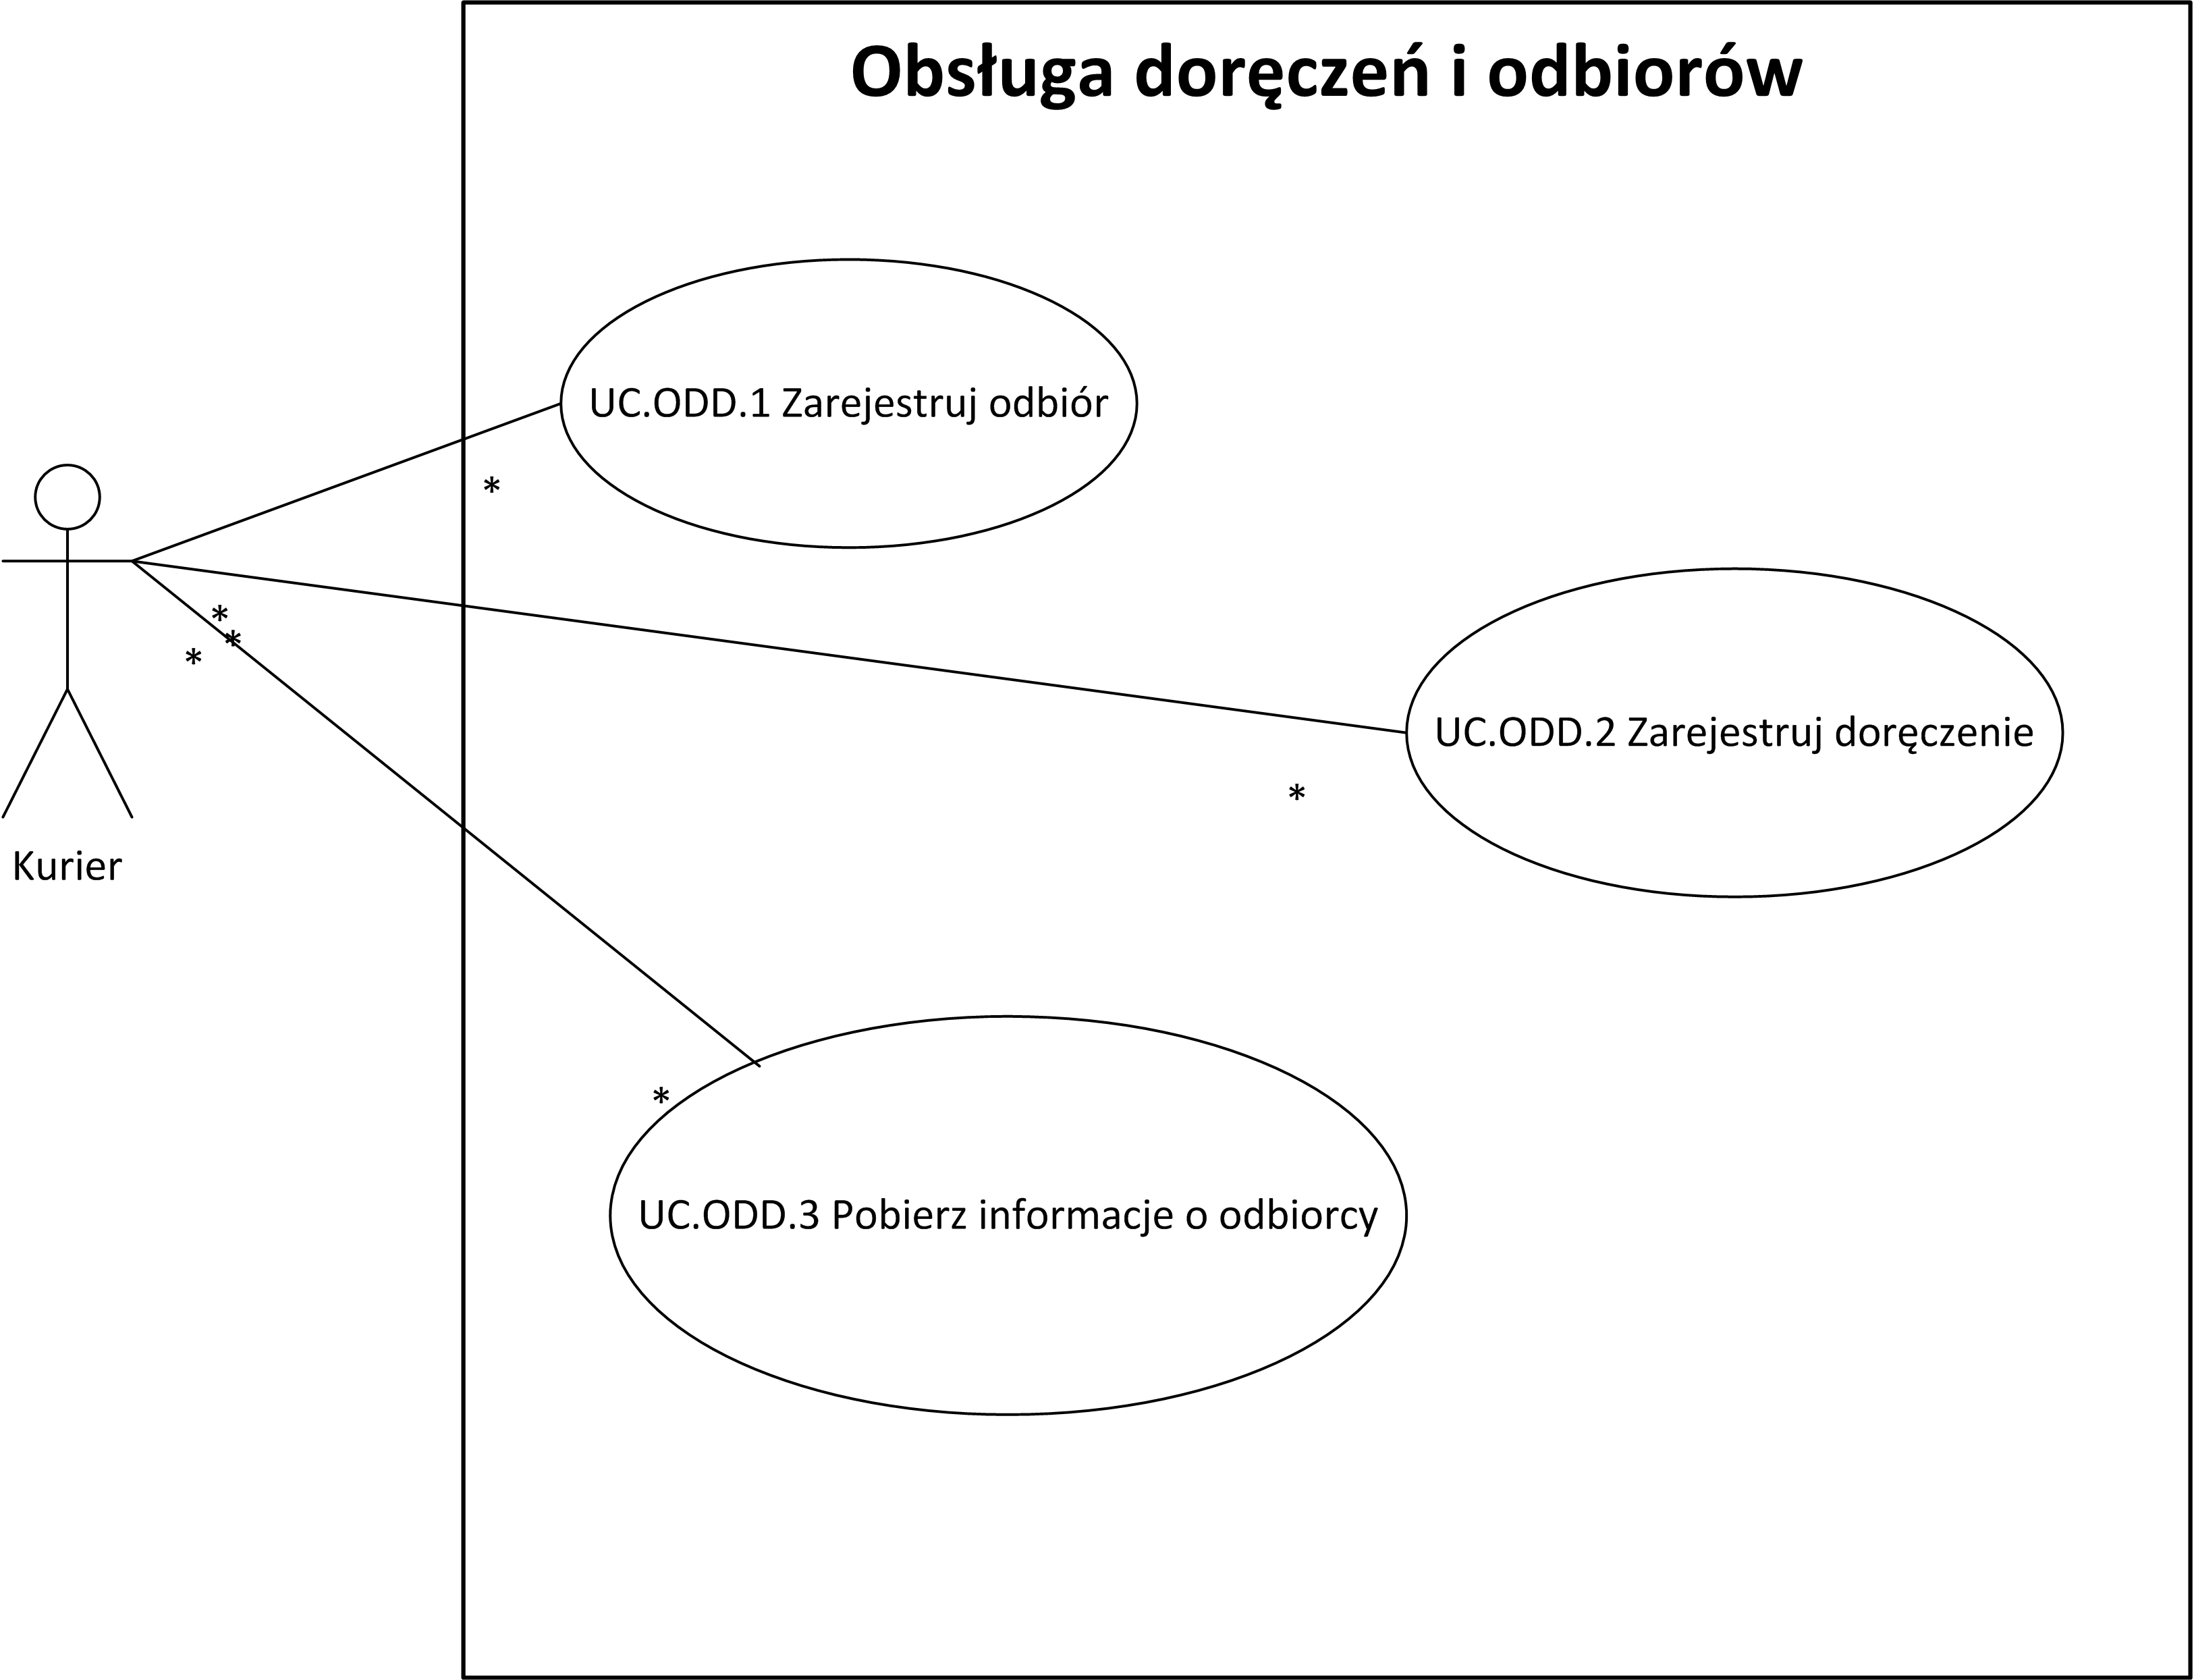 Obsługa doręczeń i odbiorów
UC.ODD.1 Zarejestruj odbiór
*
*
*
*
UC.ODD.2 Zarejestruj doręczenie
*
Kurier
*
UC.ODD.3 Pobierz informacje o odbiorcy